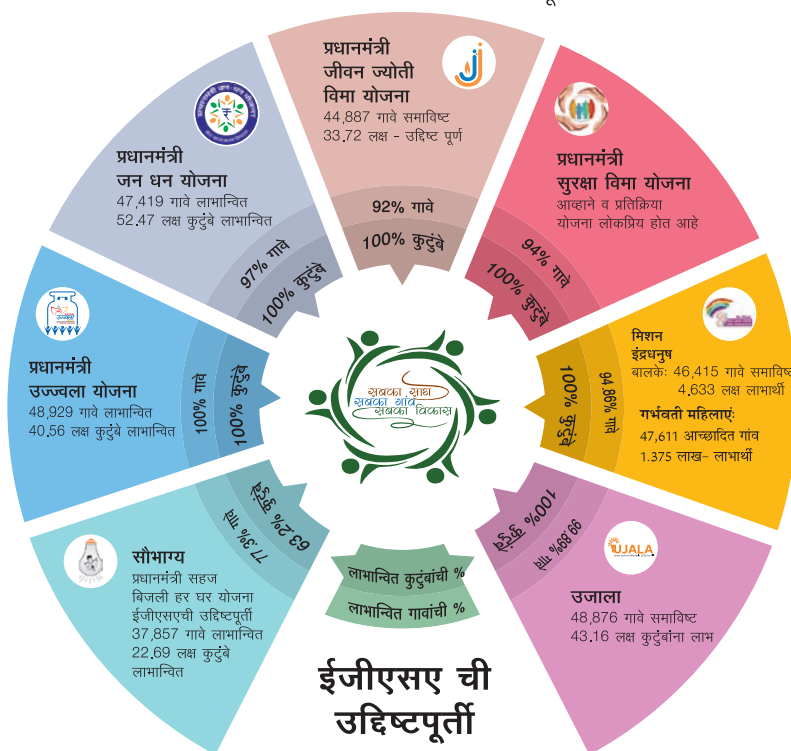 प्रधानमंत्री
जीवन ज्योती
विमा योजना
44,887 गावे समाविष्ट
33.72 लक्ष - उद्दिष्ट पूर्ण
92% गावे
100% कुटुंबे
प्रधानमंत्री
सुरक्षा विमा योजना
आव्हाने व प्रतिक्रिया
योजना लोकप्रिय होत आहे
94% गावे
100% कुटुंबे
मिशन
इंद्रधनुष
बालके: 46,415 गावे समाविष्ट
4,633 लक्ष लाभार्थी
गर्भवती महिलाएं:
47,611 आच्छादित गांव
1.375 लाख- लाभार्थी
94.86% गावे
100% कुटुंबे
UJALA
उजाला
48,876 गावे समाविष्ट
43.16 लक्ष कुटुंबांना लाभ
99.89% गावे
100% कुटुंबे
लाभान्वित कुटुंबांची %
लाभान्वित गावांची %
ईजीएसए ची
उद्दिष्टपूर्ती
सौभाग्य
प्रधानमंत्री सहज
बिजली हर घर योजना
ईजीएसएची उद्दिष्टपूर्ती
37,857 गावे लाभान्वित
22.69 लक्ष कुटुंबे
लाभान्वित
77.3% गावे
63.2% कुटुंबे
प्रधानमंत्री
उज्ज्वला योजना
48,929 गावे लाभान्वित
40.56 लक्ष कुटुंबे लाभान्वित
100% गावे
100% कुटुंबे
प्रधानमंत्री जन-धन योजना
प्रधानमंत्री
जन धन योजना
47,419 गावे लाभान्वित
52.47 लक्ष कुटुंबे लाभान्वित
97% गावे
100% कुटुंबे
सबका साथ
सबका गांव
सबका विकास